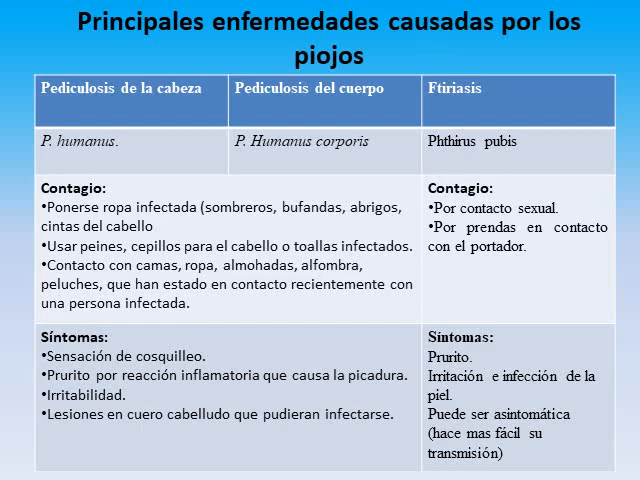 Principales enfermedades causadas por los
piojos
Pediculosis de la cabeza
Pediculosis del cuerpo
Ftiriasis
P. humanus.
P. Humanus corporis
Phthirus pubis
Contagio:
•Ponerse ropa infectada (sombreros, bufandas, abrigos,
cintas del cabello
•Usar peines, cepillos para el cabello o toallas infectados.
•Contacto con camas, ropa, almohadas, alfombra,
peluches, que han estado en contacto recientemente con
una persona infectada.
Contagio:
•Por contacto sexual.
•Por prendas en contacto
con el portador.
Síntomas:
•Sensación de cosquilleo.
•Prurito por reacción inflamatoria que causa la picadura.
•Irritabilidad.
•Lesiones en cuero cabelludo que pudieran infectarse.
Síntomas:
Prurito.
Irritación e infección de la
piel.
Puede ser asintomática
(hace mas fácil su
transmisión)